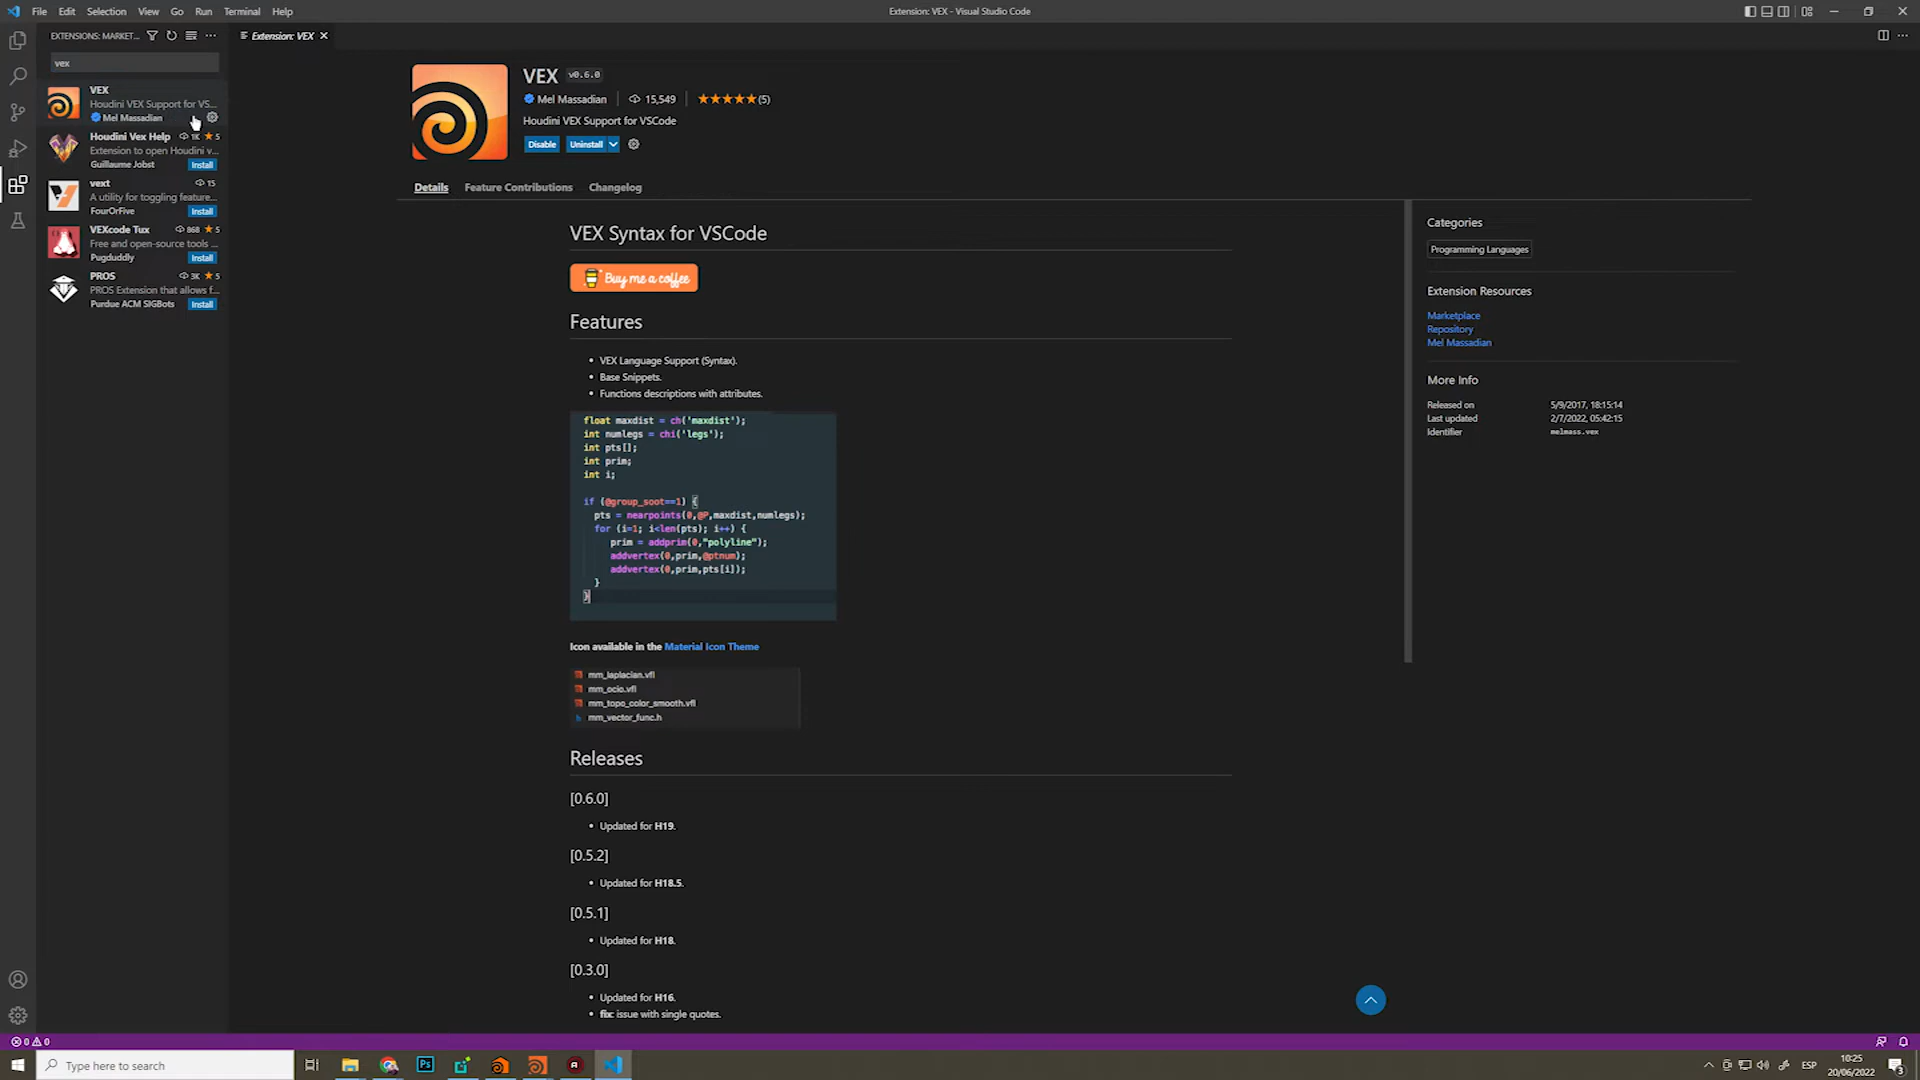 File Edit Selection View Go Run Terminal Help
Extension: VEX - Visual Studio Code
EXTENSIONS: MARKET...
Extension: VEX
vex
VEX
Houdini VEX Support for VS...
Mel Massadian
Houdini Vex Help 1K 5
Extension to open Houdini v...
Guillaume Jobst Install
vext 15
A utility for toggling feature...
FourOrFive Install
VEXcode Tux 868 5
Free and open-source tools ...
Pugduddly Install
PROS 3K 5
PROS Extension that allows f...
Purdue ACM SIGBots Install
VEX v0.6.0
Mel Massadian 15,549 ★★★★★(5)
Houdini VEX Support for VSCode
Disable Uninstall
Details Feature Contributions Changelog
VEX Syntax for VSCode
Buy me a coffee
Features
• VEX Language Support (Syntax).
• Base Snippets.
• Functions descriptions with attributes.
float maxdist = ch('maxdist');
int numlegs = chi('legs');
int pts[];
int prim;
int i;
if (@group_soot==1) {
pts = nearpoints(0,@P,maxdist,numlegs);
for (i=1; i<len(pts); i++) {
prim = addprim(0,"polyline");
addvertex(0,prim,@ptnum);
addvertex(0,prim,pts[i]);
}
}
Icon available in the Material Icon Theme
mm_laplacian.vfl
mm_ocio.vfl
mm_topo_color_smooth.vfl
h mm_vector_func.h
Releases
[0.6.0]
• Updated for H19.
[0.5.2]
• Updated for H18.5.
[0.5.1]
• Updated for H18.
[0.3.0]
• Updated for H16.
• fix: issue with single quotes.
Categories
Programming Languages
Extension Resources
Marketplace
Repository
Mel Massadian
More Info
Released on 5/9/2017, 18:15:14
Last updated 2/7/2022, 05:42:15
Identifier melmass.vex
0 0
Type here to search
Ps
ESP
10:25
20/06/2022
3